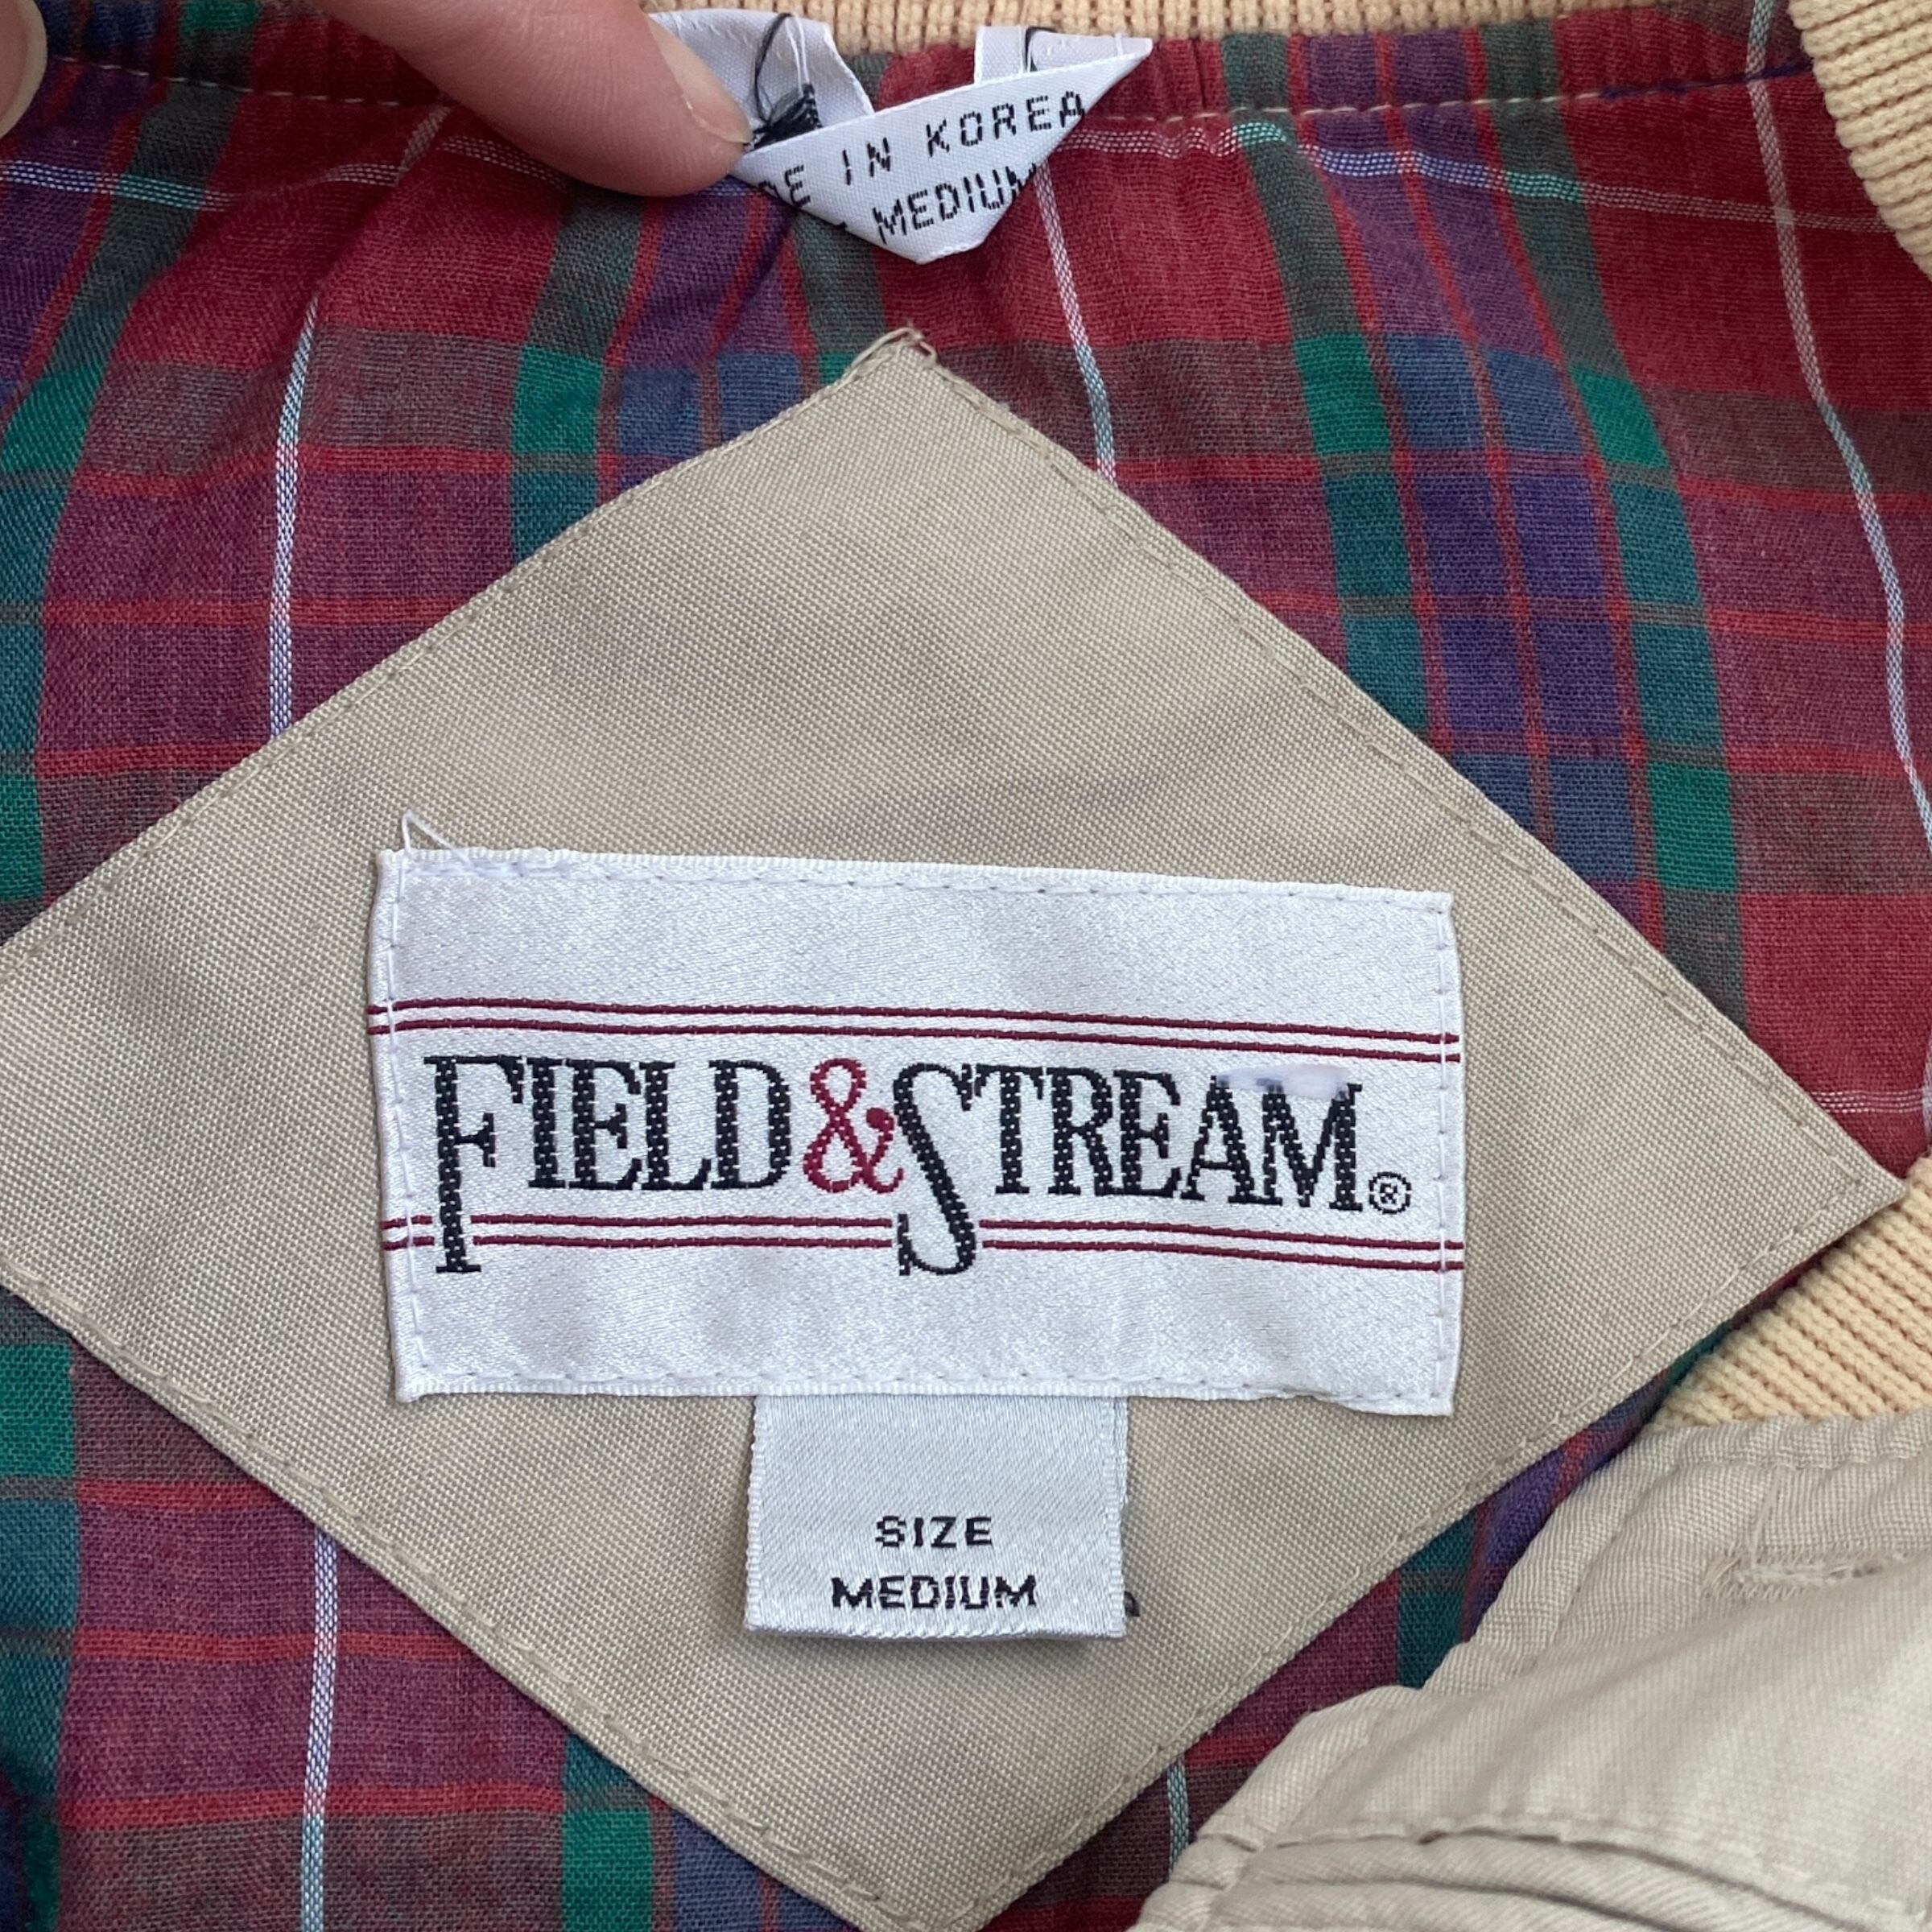 IN KOREA
MEDIUM
FIELD & STREAM®
SIZE
MEDIUM